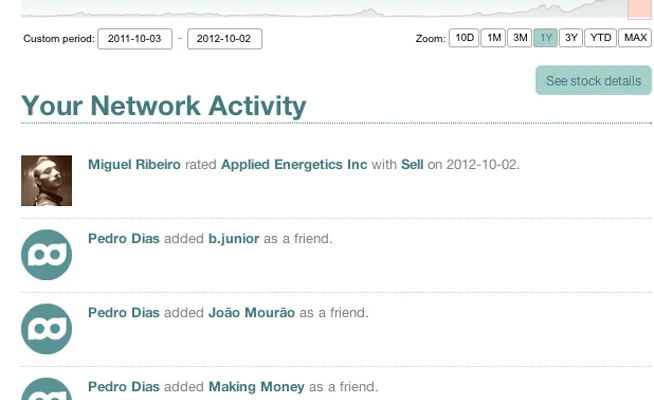 Custom period: 2011-10-03 - 2012-10-02 Zoom: 10D 1M 3M 1Y 3Y YTD MAX
See stock details
Your Network Activity
Miguel Ribeiro rated Applied Energetics Inc with Sell on 2012-10-02.
Pedro Dias added b.junior as a friend.
Pedro Dias added João Mourão as a friend.
Pedro Dias added Making Money as a friend.